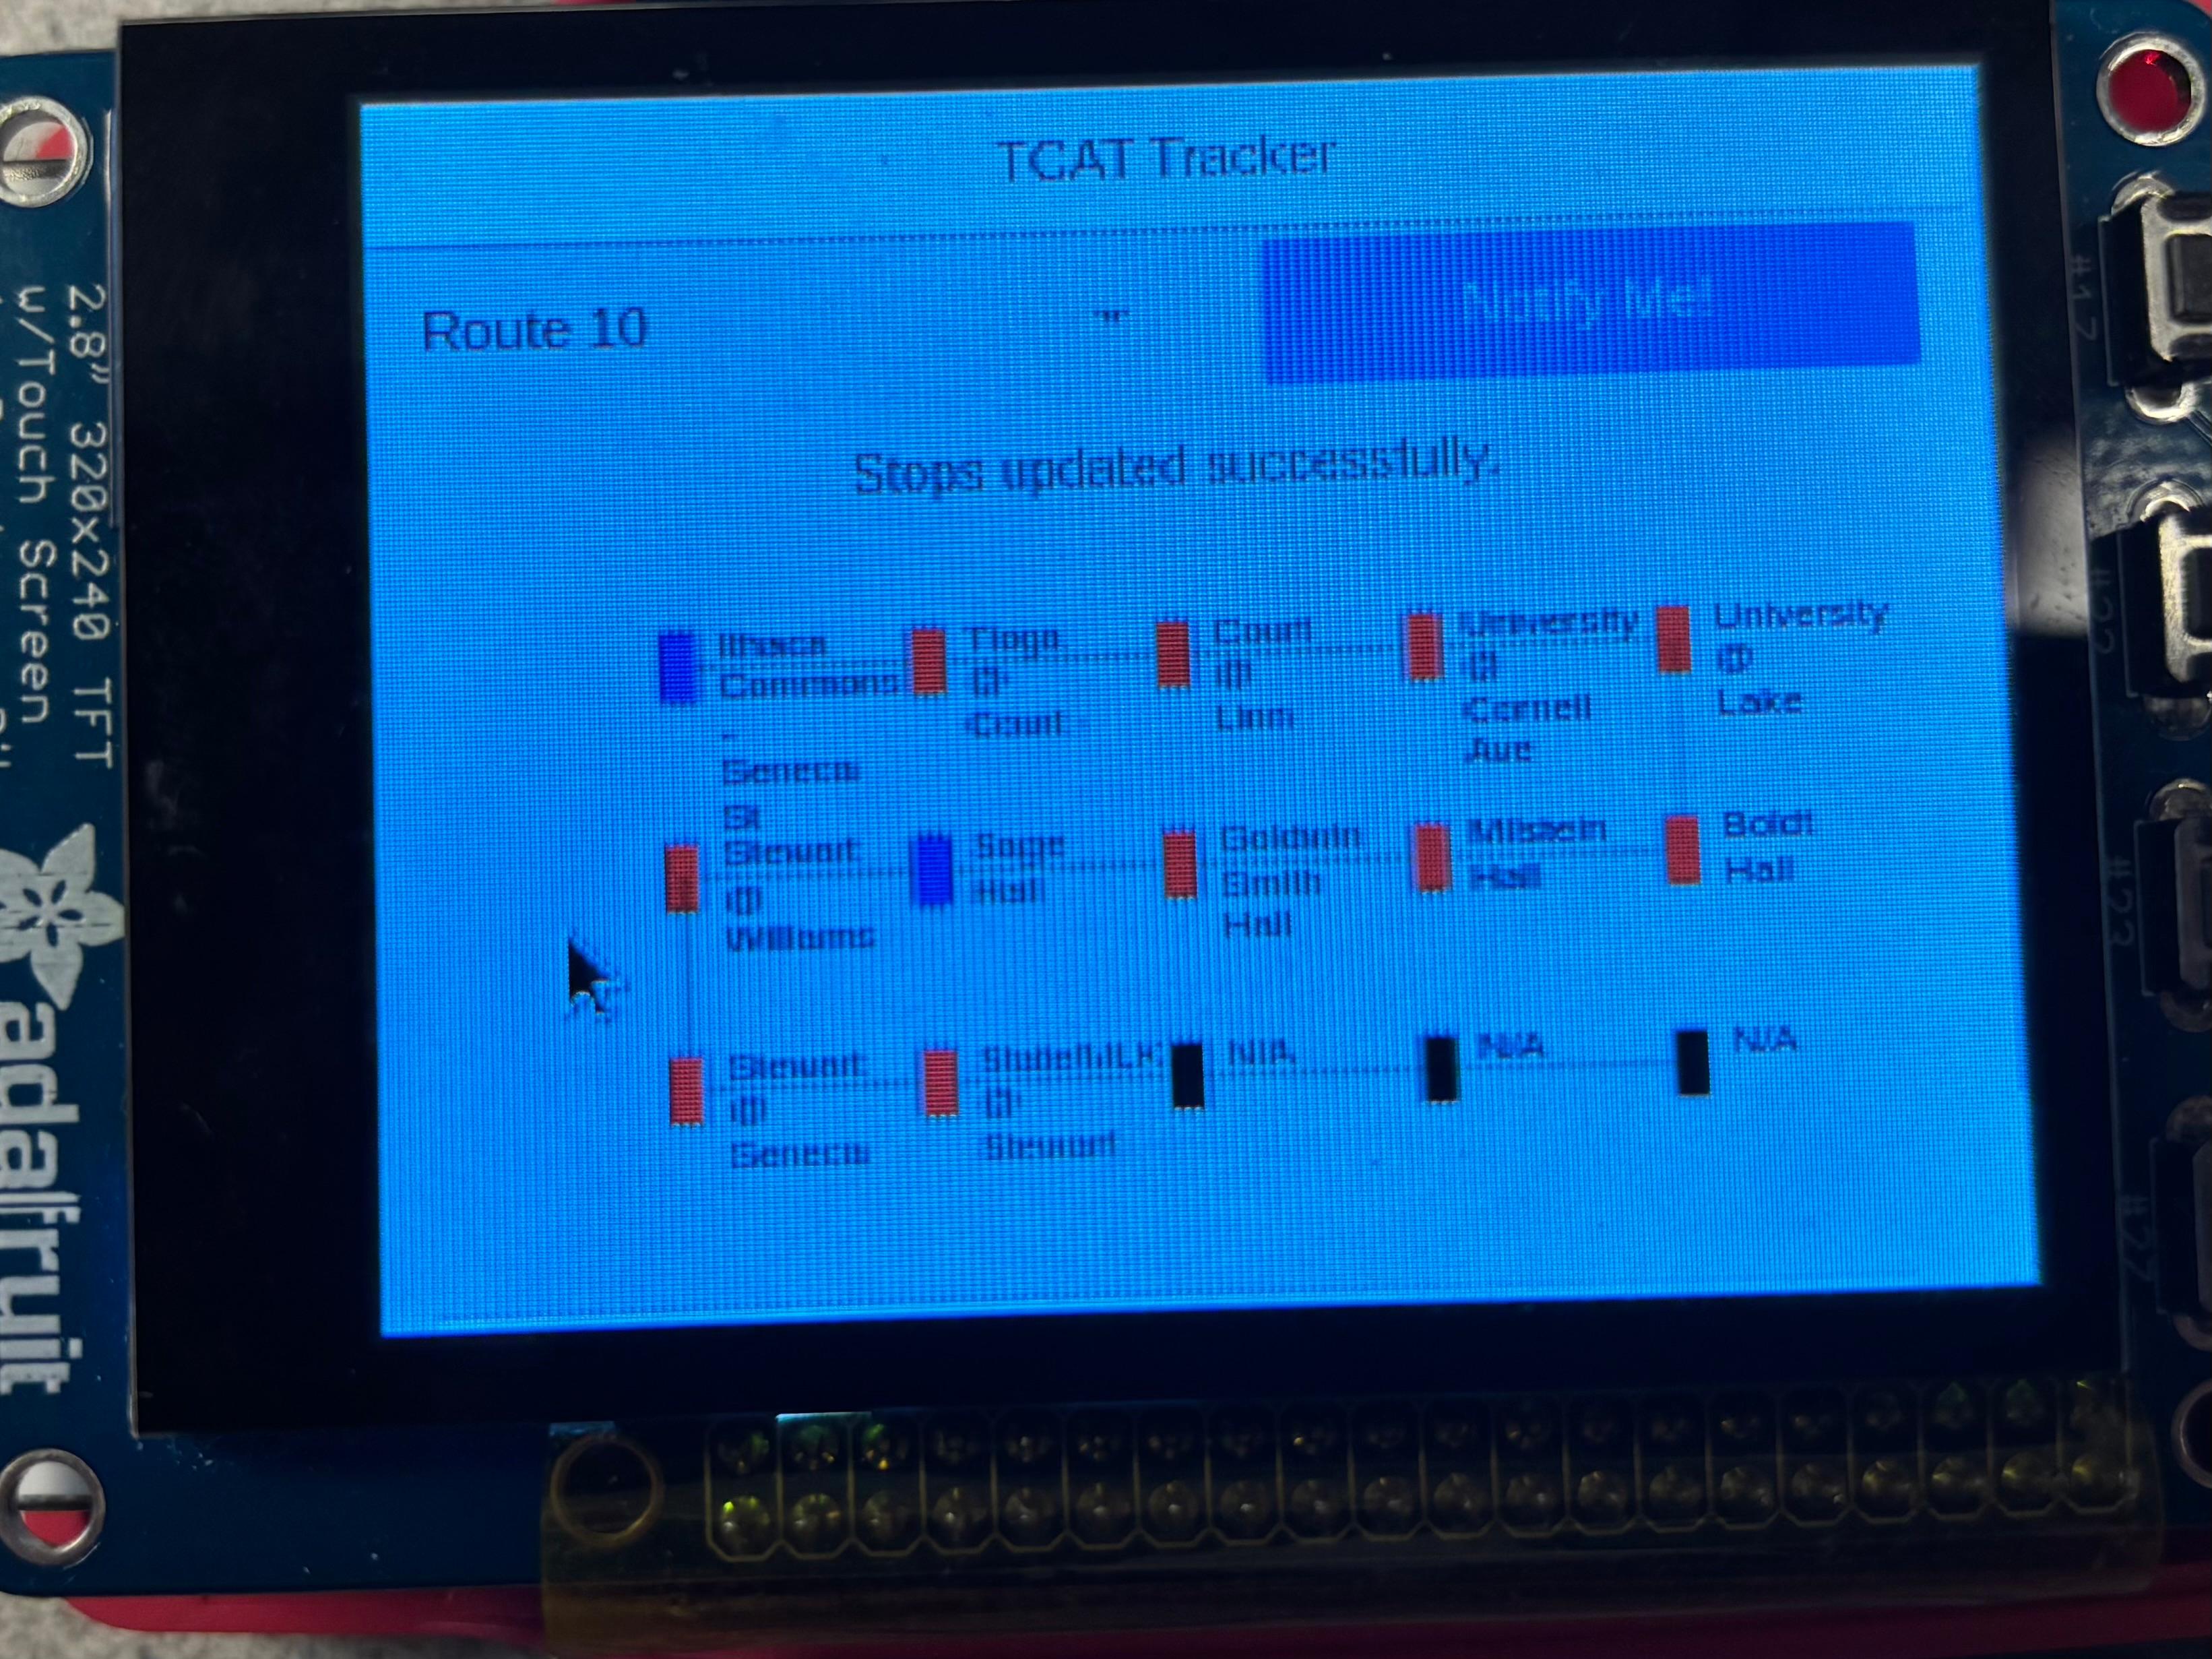 TCAT Tracker
Route 10
Notify Me!
Stops updated successfully.
Ithaca
Commons
-
Seneca
St
Tioga
@
Court
Court
@
Linn
University
@
Cornell
Ave
University
@
Lake
Stewart
@
Williams
Sage
Hall
Goldwin
Smith
Hall
Milstein
Hall
Boldt
Hall
Stewart
@
Seneca
State/MLK
@
Stewart
N/A
N/A
N/A
2.8" 320x240 TFT
w/Touch Screen
adafruit
#17
#22
#23
#27